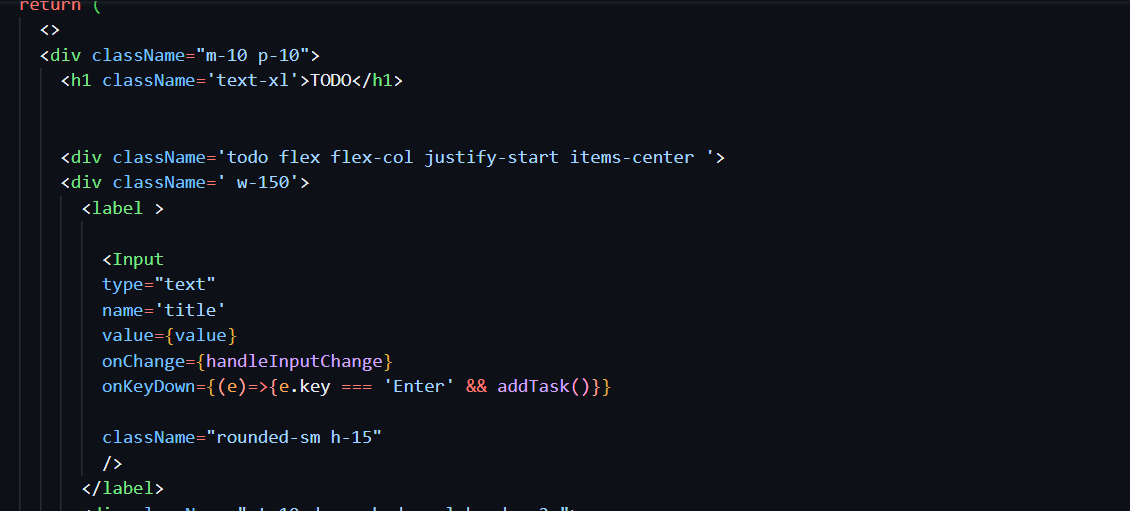 return (
<>
<div className="m-10 p-10">
<h1 className='text-xl'>TODO</h1>
<div className='todo flex flex-col justify-start items-center '>
<div className=' w-150'>
<label >
<Input
type="text"
name='title'
value={value}
onChange={handleInputChange}
onKeyDown={(e)=>{e.key === 'Enter' && addTask()}}
className="rounded-sm h-15"
/>
</label>